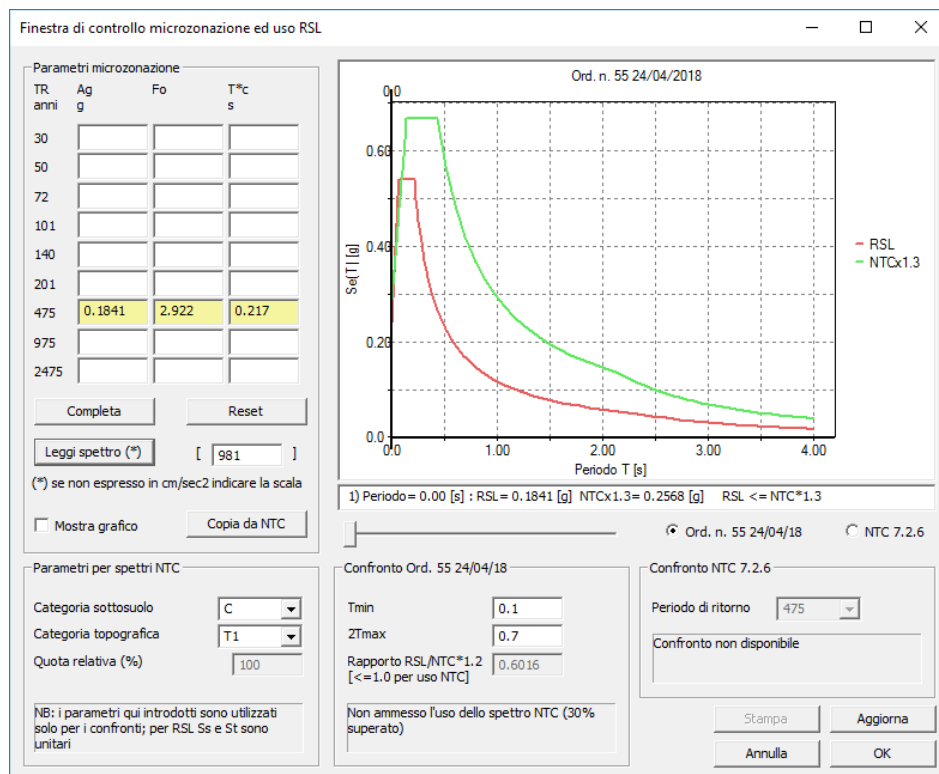 Finestra di controllo microzonazione ed uso RSL
Parametri microzonazione
TR Ag Fo T*c
anni g s
30
50
72
101
140
201
475 0.1841 2.922 0.217
975
2475
Completa Reset
Leggi spettro (*) [ 981 ]
(*) se non espresso in cm/sec2 indicare la scala
Mostra grafico Copia da NTC
Ord. n. 55 24/04/2018
0.0
0.60
0.40
0.20
0.0
Se[T] [g]
0.0 1.00 2.00 3.00 4.00
Periodo T [s]
RSL
NTCx1.3
1) Periodo= 0.00 [s] : RSL= 0.1841 [g] NTCx1.3= 0.2568 [g] RSL <= NTC*1.3
Ord. n. 55 24/04/18 NTC 7.2.6
Parametri per spettri NTC
Categoria sottosuolo C
Categoria topografica T1
Quota relativa (%) 100
NB: i parametri qui introdotti sono utilizzati
solo per i confronti; per RSL Ss e St sono
unitari
Confronto Ord. 55 24/04/18
Tmin 0.1
2Tmax 0.7
Rapporto RSL/NTC*1.2 0.6016
[<=1.0 per uso NTC]
Non ammesso l'uso dello spettro NTC (30%
superato)
Confronto NTC 7.2.6
Periodo di ritorno 475
Confronto non disponibile
Stampa Aggiorna
Annulla OK